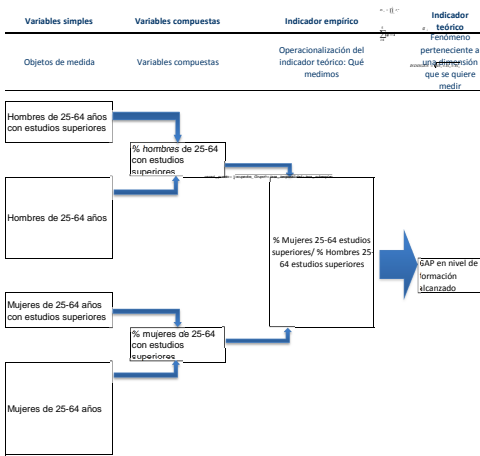 Variables simples
Variables compuestas
Indicador empírico
Indicador
teórico
Objetos de medida
Variables compuestas
Operacionalización del
indicador teórico: Qué
medimos
Fenómeno
perteneciente a
una dimensión
que se quiere
medir
Hombres de 25-64 años
con estudios superiores
% hombres de 25-64
con estudios
superiores
Hombres de 25-64 años
% Mujeres 25-64 estudios
superiores/ % Hombres 25-
64 estudios superiores
GAP en nivel de
formación
alcanzado
Mujeres de 25-64 años
con estudios superiores
% mujeres de 25-64
con estudios
superiores
Mujeres de 25-64 años